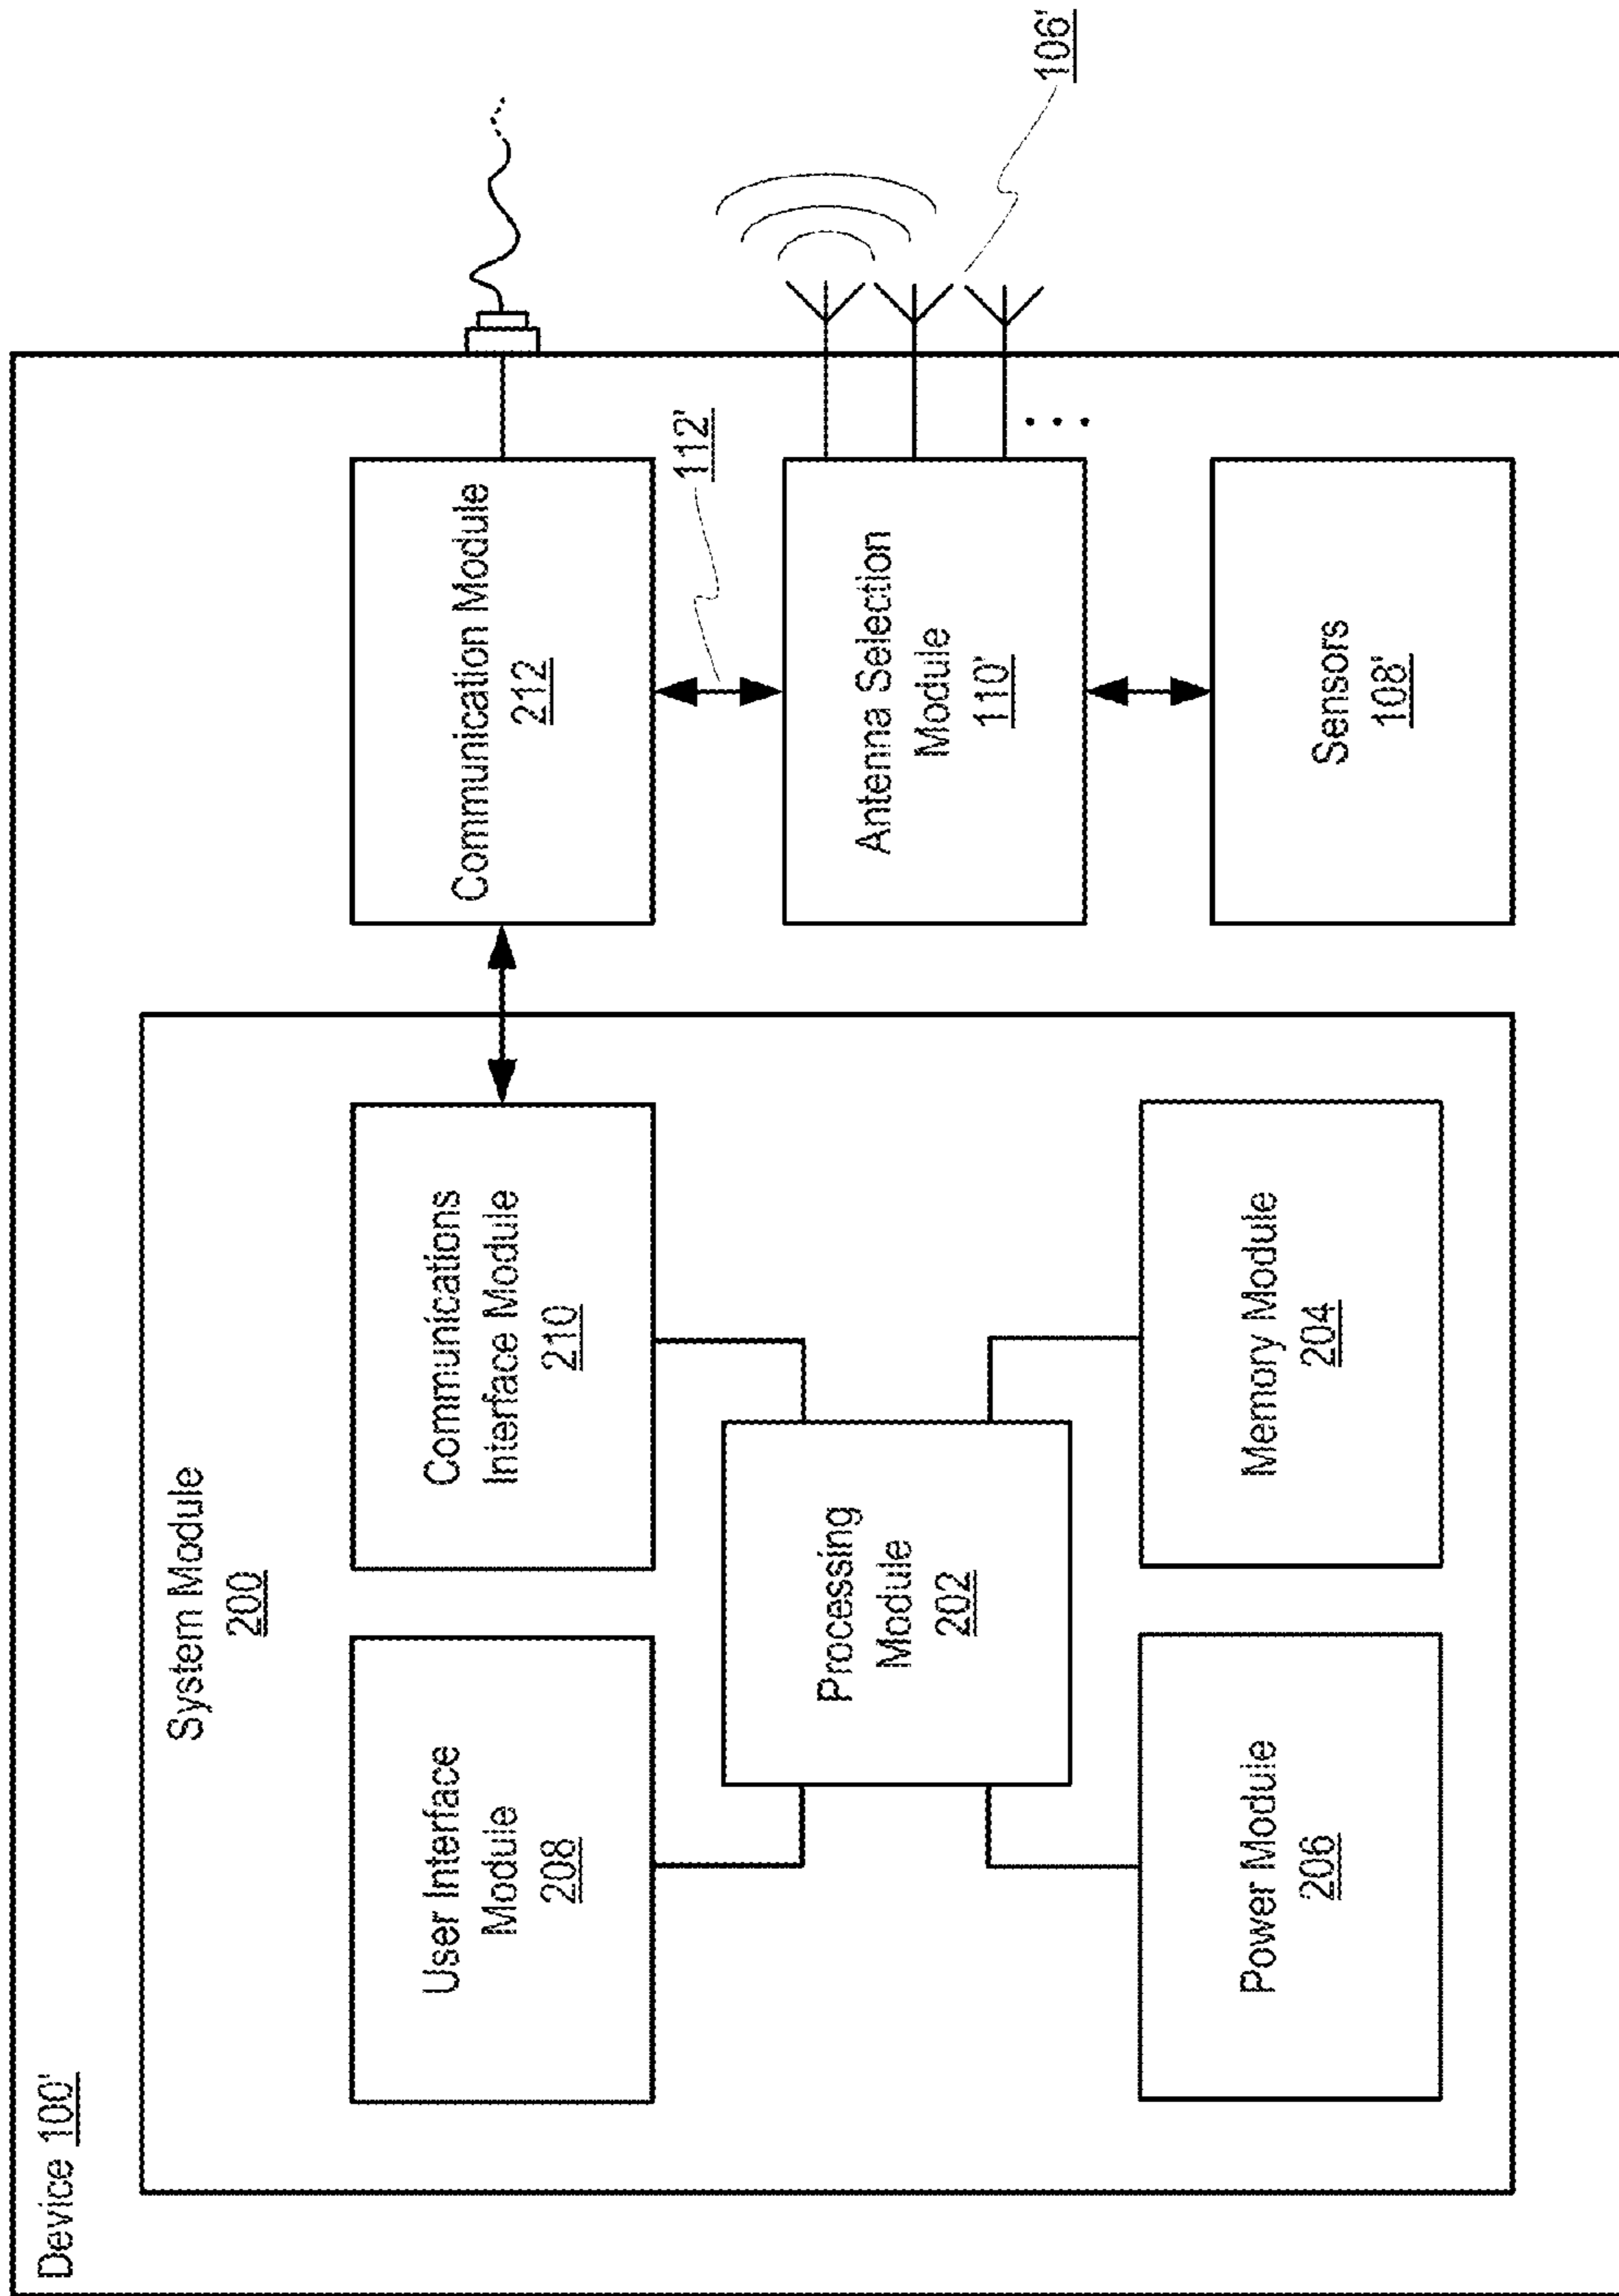 Device 100'
System Module
200
User Interface
Module
208
Communications
Interface Module
210
Processing
Module
202
Power Module
206
Memory Module
204
Communication Module
212
112'
Antenna Selection
Module
110'
106'
Sensors
108'